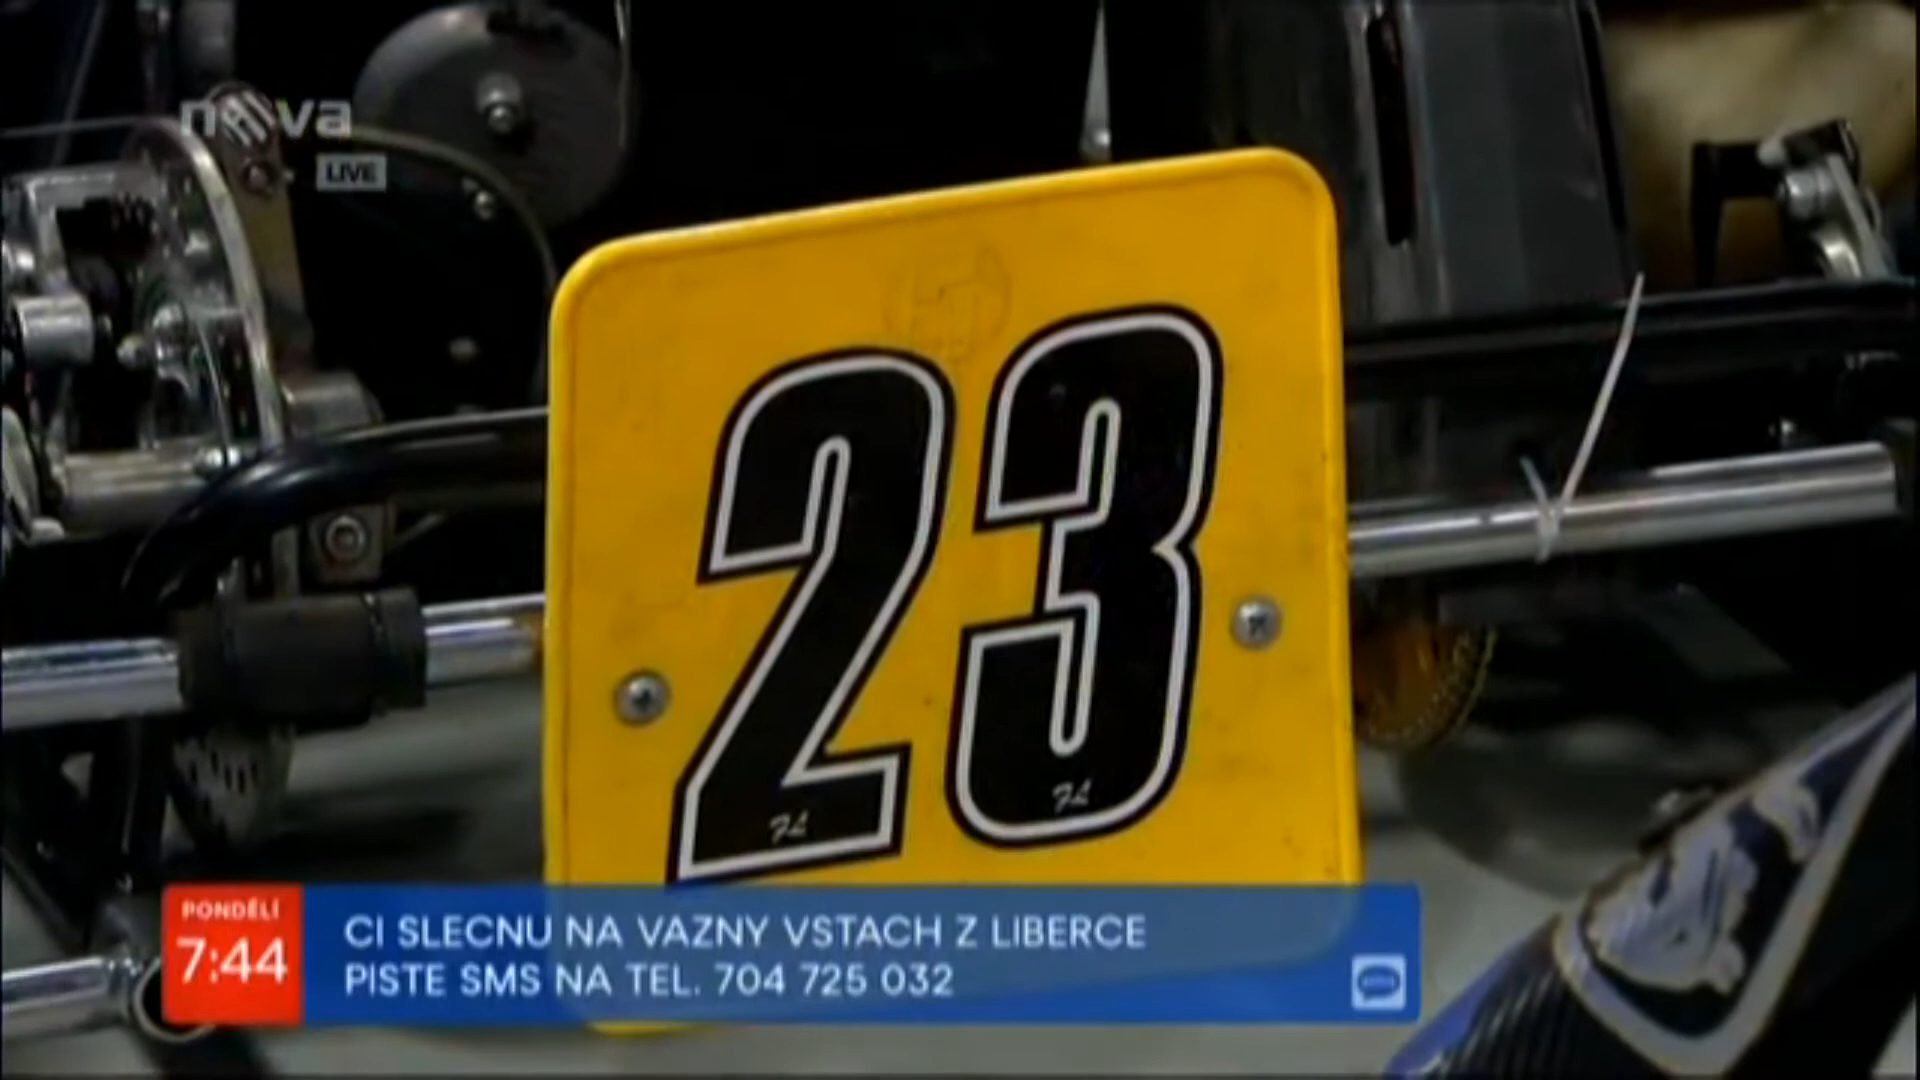 nova
LIVE
23
FL
FL
PONDĚLÍ
7:44
CI SLECNU NA VAZNY VSTACH Z LIBERCE
PISTE SMS NA TEL. 704 725 032